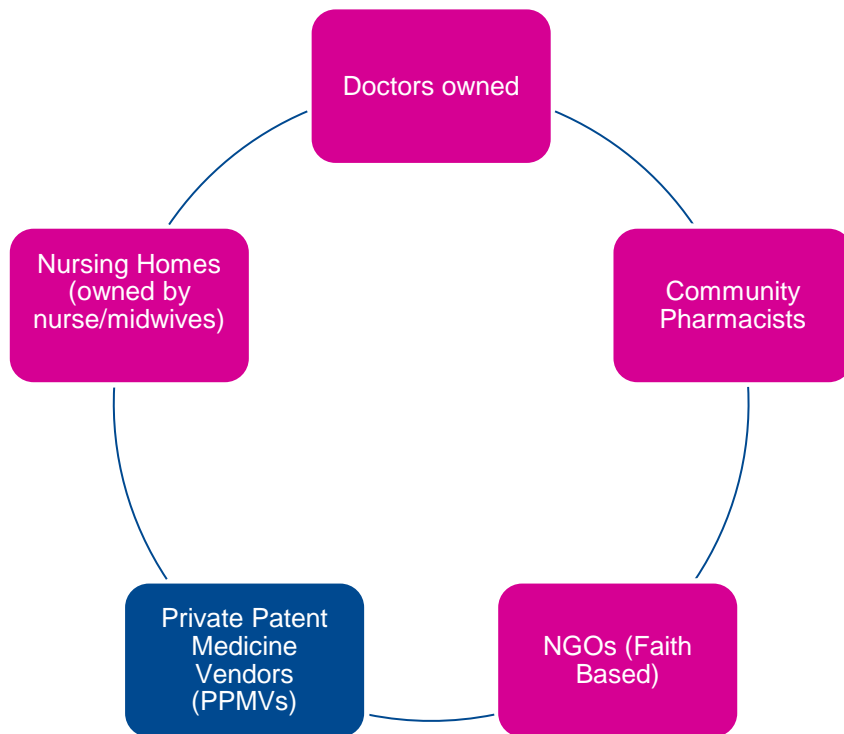 Doctors owned
Nursing Homes
(owned by
nurse/midwives)
Community
Pharmacists
Private Patent
Medicine
Vendors
(PPMVs)
NGOs (Faith
Based)